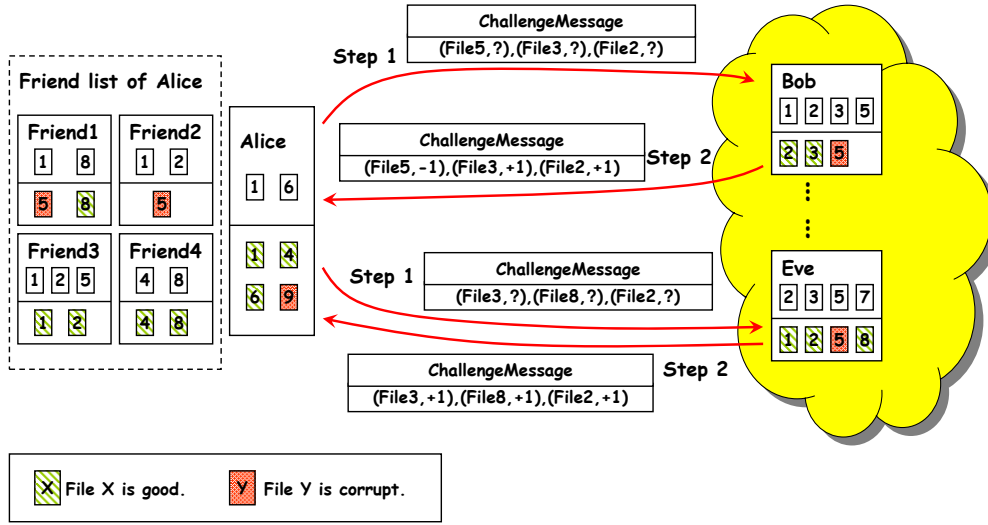 ChallengeMessage
(File5,?),(File3,?),(File2,?)
Step 1
Friend list of Alice
Friend1
1 8
5 8
Friend2
1 2
5
Friend3
1 2 5
1 2
Friend4
4 8
4 8
Alice
1 6
1 4
6 9
ChallengeMessage
(File5,-1),(File3,+1),(File2,+1)
Step 2
Bob
1 2 3 5
2 3 5
Step 1
ChallengeMessage
(File3,?),(File8,?),(File2,?)
Eve
2 3 5 7
1 2 5 8
ChallengeMessage
(File3,+1),(File8,+1),(File2,+1)
Step 2
X File X is good.
Y File Y is corrupt.